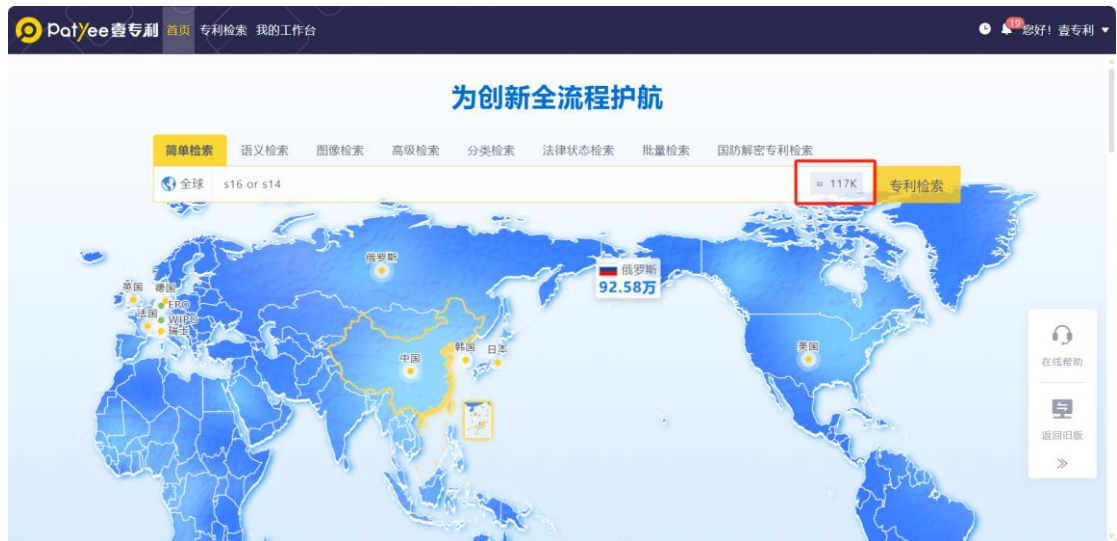 PatYee壹专利 首页 专利检索 我的工作台 19 您好！壹专利
为创新全流程护航
简单检索 语义检索 图像检索 高级检索 分类检索 法律状态检索 批量检索 国防解密专利检索
全球 s16 or s14 ≈ 117K 专利检索
俄罗斯
俄罗斯
92.58万
英国 德国
EPO
法国 WIPO
瑞士
中国 韩国 日本 美国
在线帮助
返回旧版